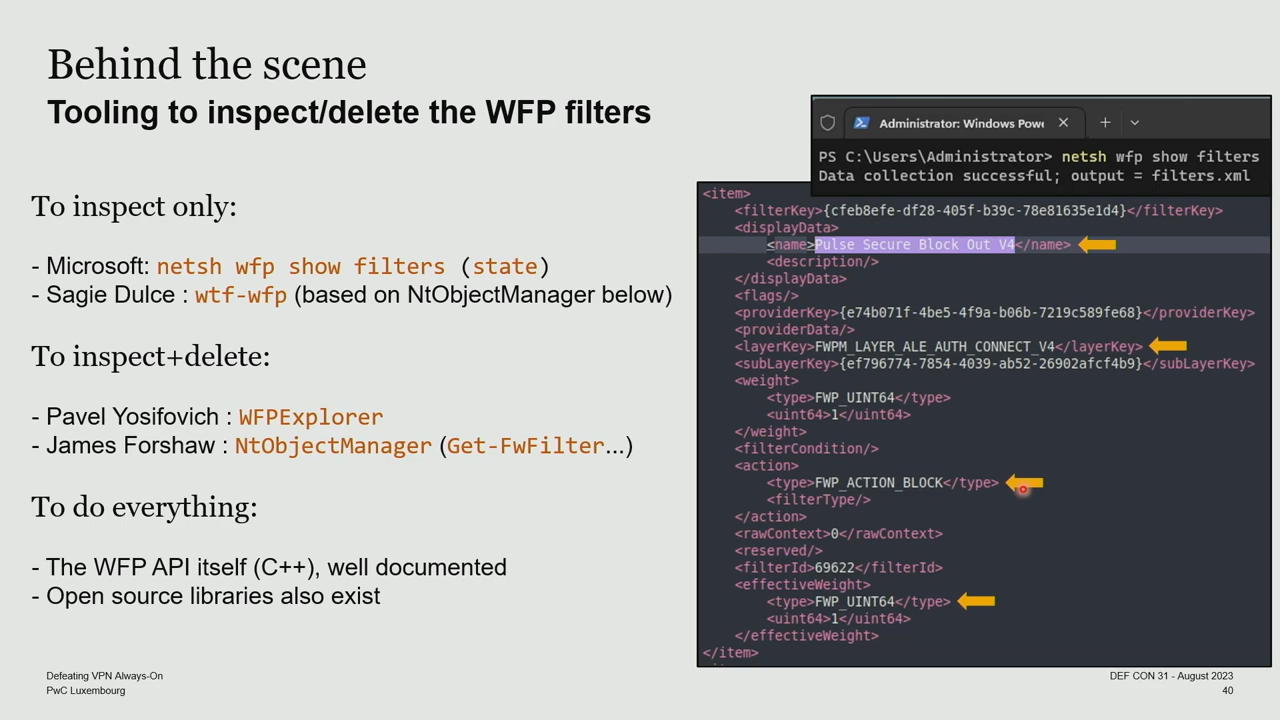 Behind the scene
Tooling to inspect/delete the WFP filters
To inspect only:
- Microsoft: netsh wfp show filters (state)
- Sagie Dulce : wtf-wfp (based on NtObjectManager below)
To inspect+delete:
- Pavel Yosifovich : WFPExplorer
- James Forshaw : NtObjectManager (Get-FwFilter...)
To do everything:
- The WFP API itself (C++), well documented
- Open source libraries also exist
Administrator: Windows Powe
PS C:\Users\Administrator> netsh wfp show filters
Data collection successful; output = filters.xml
<item>
<filterKey>{cfeb8efe-df28-405f-b39c-78e81635e1d4}</filterKey>
<displayData>
<name>Pulse Secure Block Out V4</name>
<description/>
</displayData>
<flags/>
<providerKey>{e74b071f-4be5-4f9a-b06b-7219c589fe68}</providerKey>
<providerData/>
<layerKey>FWPM_LAYER_ALE_AUTH_CONNECT_V4</layerKey>
<subLayerKey>{ef796774-7854-4039-ab52-26902afcf4b9}</subLayerKey>
<weight>
<type>FWP_UINT64</type>
<uint64>1</uint64>
</weight>
<filterCondition/>
<action>
<type>FWP_ACTION_BLOCK</type>
<filterType/>
</action>
<rawContext>0</rawContext>
<reserved/>
<filterId>69622</filterId>
<effectiveWeight>
<type>FWP_UINT64</type>
<uint64>1</uint64>
</effectiveWeight>
</item>
Defeating VPN Always-On
PwC Luxembourg
DEF CON 31 - August 2023
40